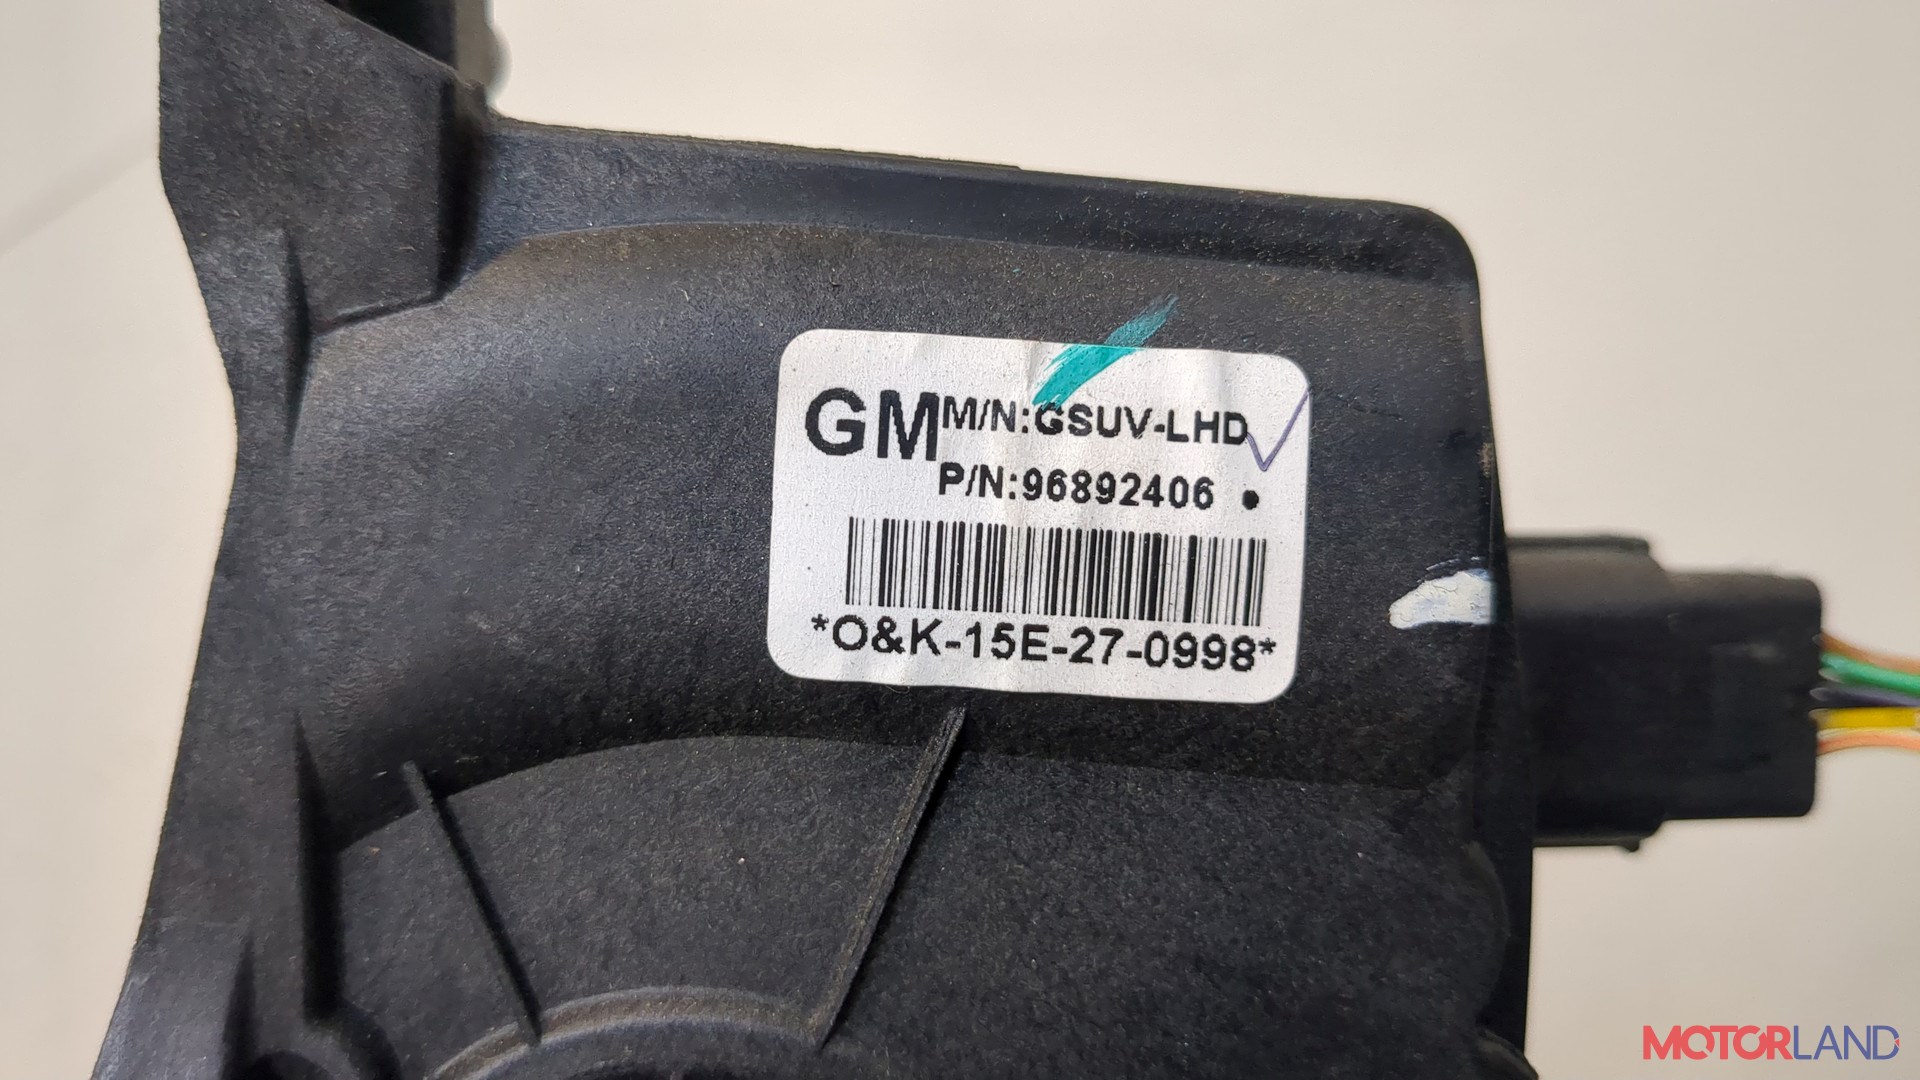 GM M/N:GSUV-LHD
P/N:96892406
*O&K-15E-27-0998*
MOTORLAND